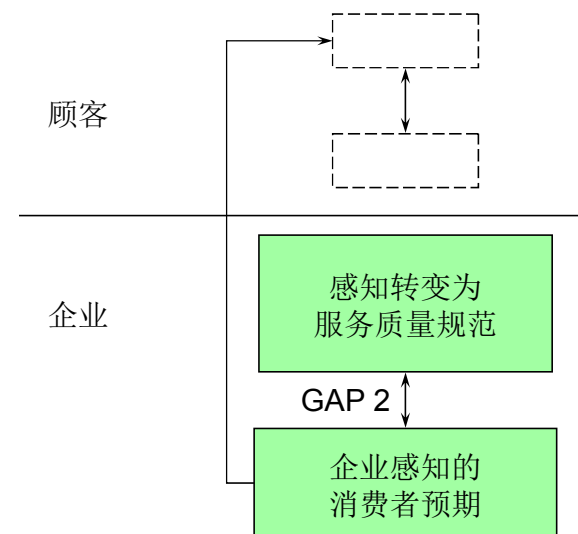 顾客
企业
感知转变为
服务质量规范
GAP 2
企业感知的
消费者预期